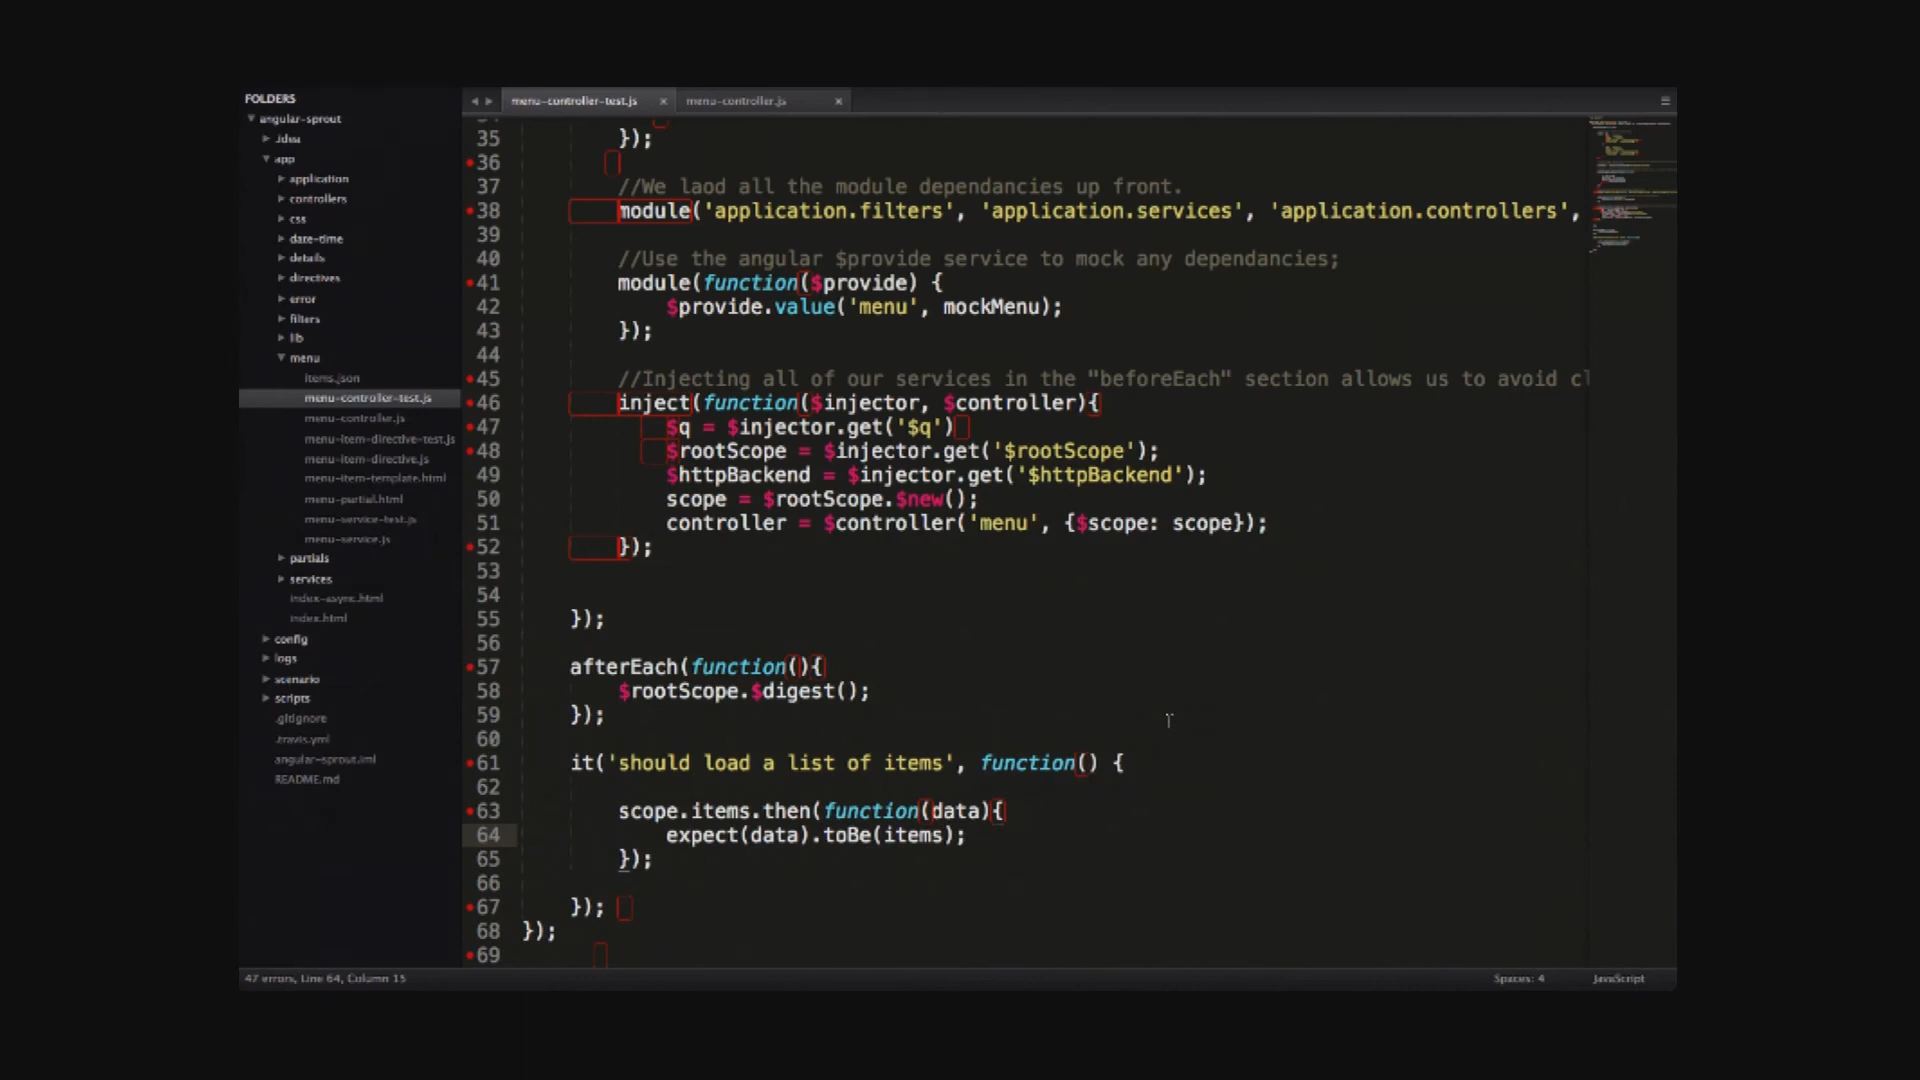 FOLDERS
angular-sprout
.idea
app
application
controllers
css
date-time
details
directives
error
filters
lib
menu
items.json
menu-controller-test.js
menu-controller.js
menu-item-directive-test.js
menu-item-directive.js
menu-item-template.html
menu-partial.html
menu-service-test.js
menu-service.js
partials
services
index-async.html
index.html
config
logs
scenario
scripts
.gitignore
.travis.yml
angular-sprout.iml
README.md
menu-controller-test.js
menu-controller.js
35 });
36
37 //We laod all the module dependancies up front.
38 module('application.filters', 'application.services', 'application.controllers',
39
40 //Use the angular $provide service to mock any dependancies;
41 module(function($provide) {
42 $provide.value('menu', mockMenu);
43 });
44
45 //Injecting all of our services in the "beforeEach" section allows us to avoid cl
46 inject(function($injector, $controller){
47 $q = $injector.get('$q')
48 $rootScope = $injector.get('$rootScope');
49 $httpBackend = $injector.get('$httpBackend');
50 scope = $rootScope.$new();
51 controller = $controller('menu', {$scope: scope});
52 });
53
54
55 });
56
57 afterEach(function(){
58 $rootScope.$digest();
59 });
60
61 it('should load a list of items', function() {
62
63 scope.items.then(function(data){
64 expect(data).toBe(items);
65 });
66
67 });
68 });
69
47 errors, Line 64, Column 15
Spaces: 4
JavaScript